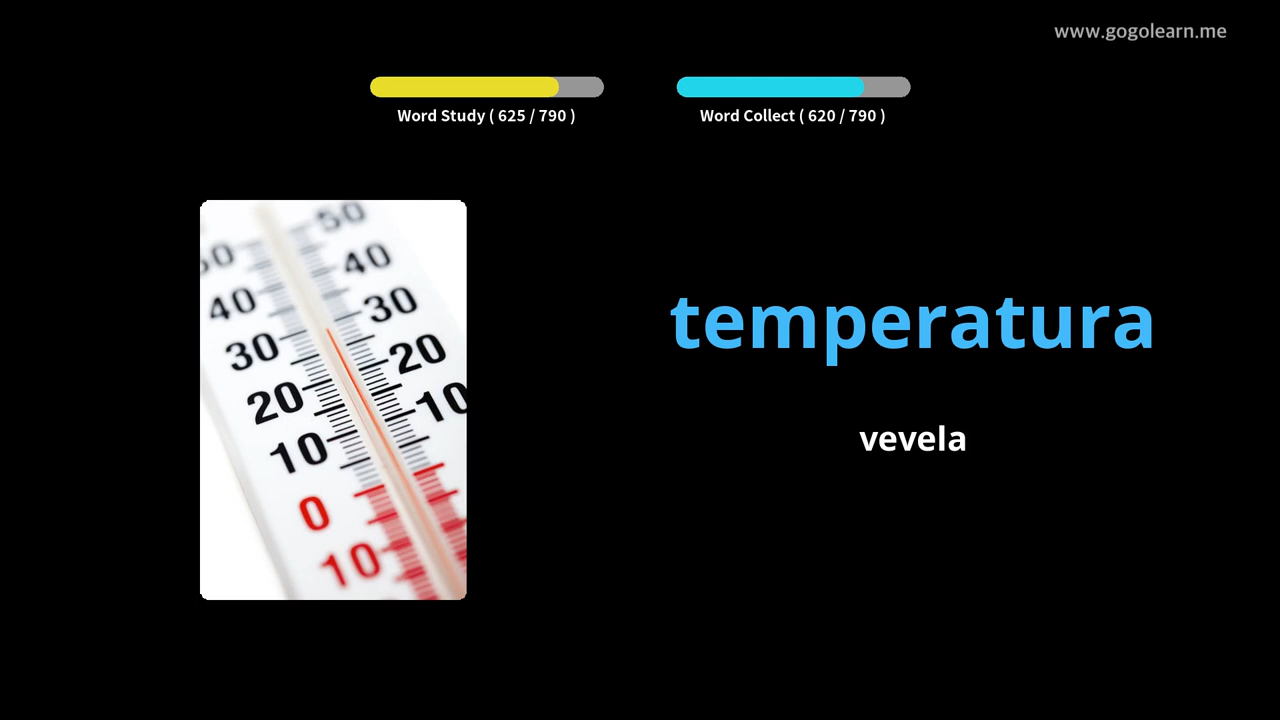 www.gogolearn.me
Word Study ( 625 / 790 )
Word Collect ( 620 / 790 )
50
50
40
40
30
30
20
20
10
10
0
10
temperatura
vevela